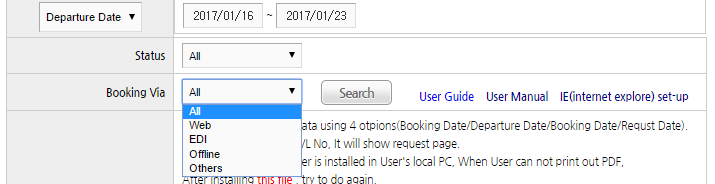 Departure Date 2017/01/16 ~ 2017/01/23
Status All
Booking Via All Search User Guide User Manual IE(internet explore) set-up
All
Web ata using 4 otpions(Booking Date/Departure Date/Booking Date/Requst Date).
EDI /L No, It will show request page.
Offline er is installed in User's local PC, When User can not print out PDF,
Others
After installing this file , try to do again.